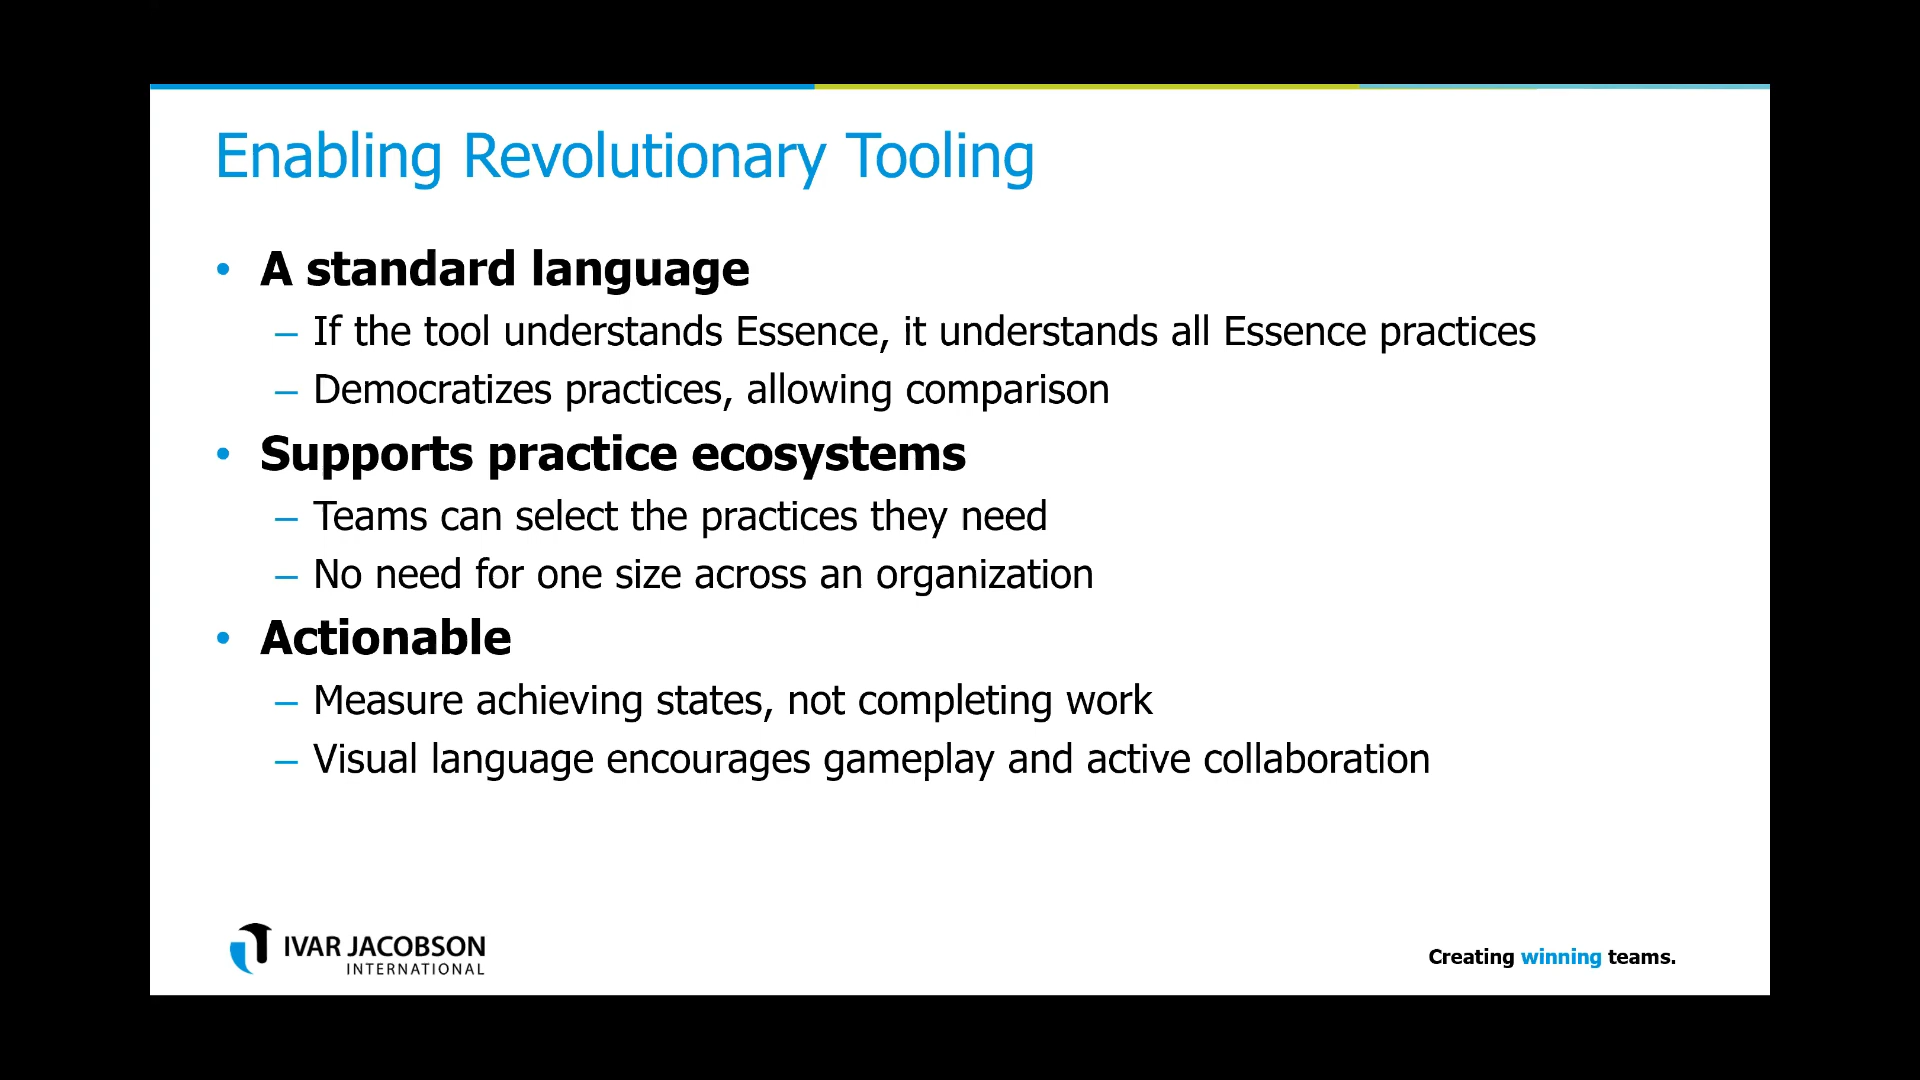 Enabling Revolutionary Tooling
• A standard language
– If the tool understands Essence, it understands all Essence practices
– Democratizes practices, allowing comparison
• Supports practice ecosystems
– Teams can select the practices they need
– No need for one size across an organization
• Actionable
– Measure achieving states, not completing work
– Visual language encourages gameplay and active collaboration
IVAR JACOBSON
INTERNATIONAL
Creating winning teams.